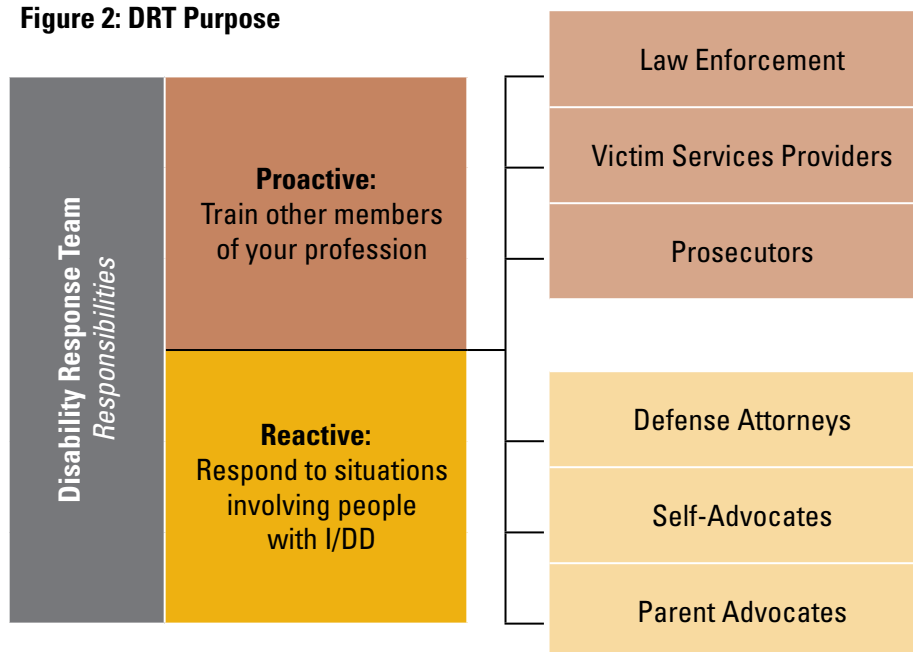 Figure 2: DRT Purpose
Disability Response Team
Responsibilities
Proactive:
Train other members
of your profession
Reactive:
Respond to situations
involving people
with I/DD
Law Enforcement
Victim Services Providers
Prosecutors
Defense Attorneys
Self-Advocates
Parent Advocates